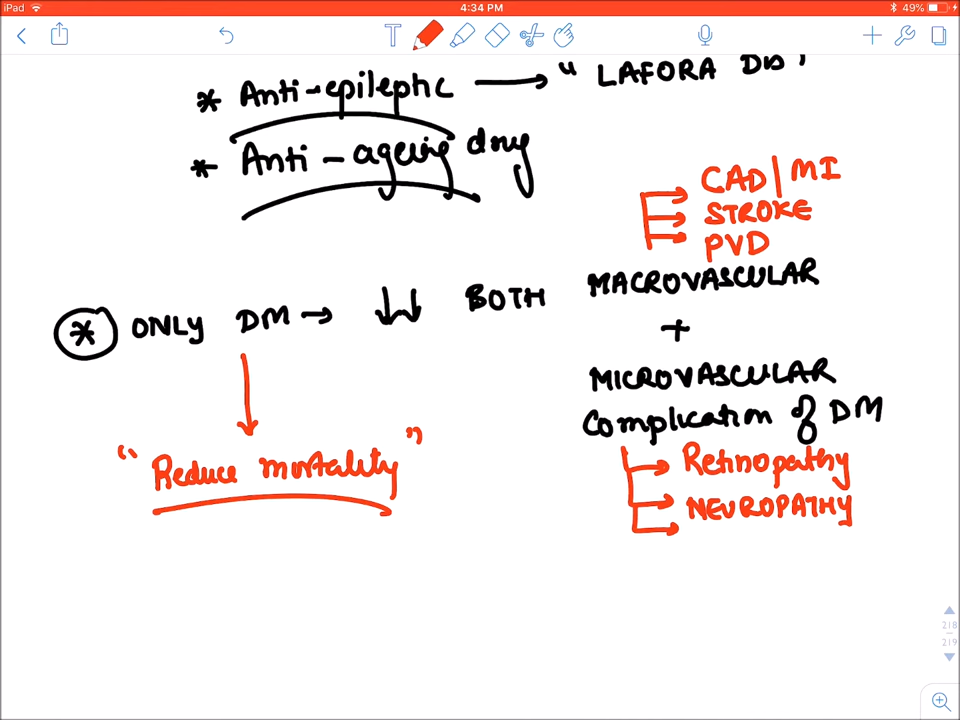 iPad 4:34 PM 49%
T
* Anti-epileptic → " LAFORA
* Anti-ageing drug
CAD/MI
STROKE
PVD
* ONLY DM → ↓↓ BOTH MACROVASCULAR
+
MICROVASCULAR
Complication of DM
"Reduce mortality"
Retinopathy
NEUROPATHY
218
219